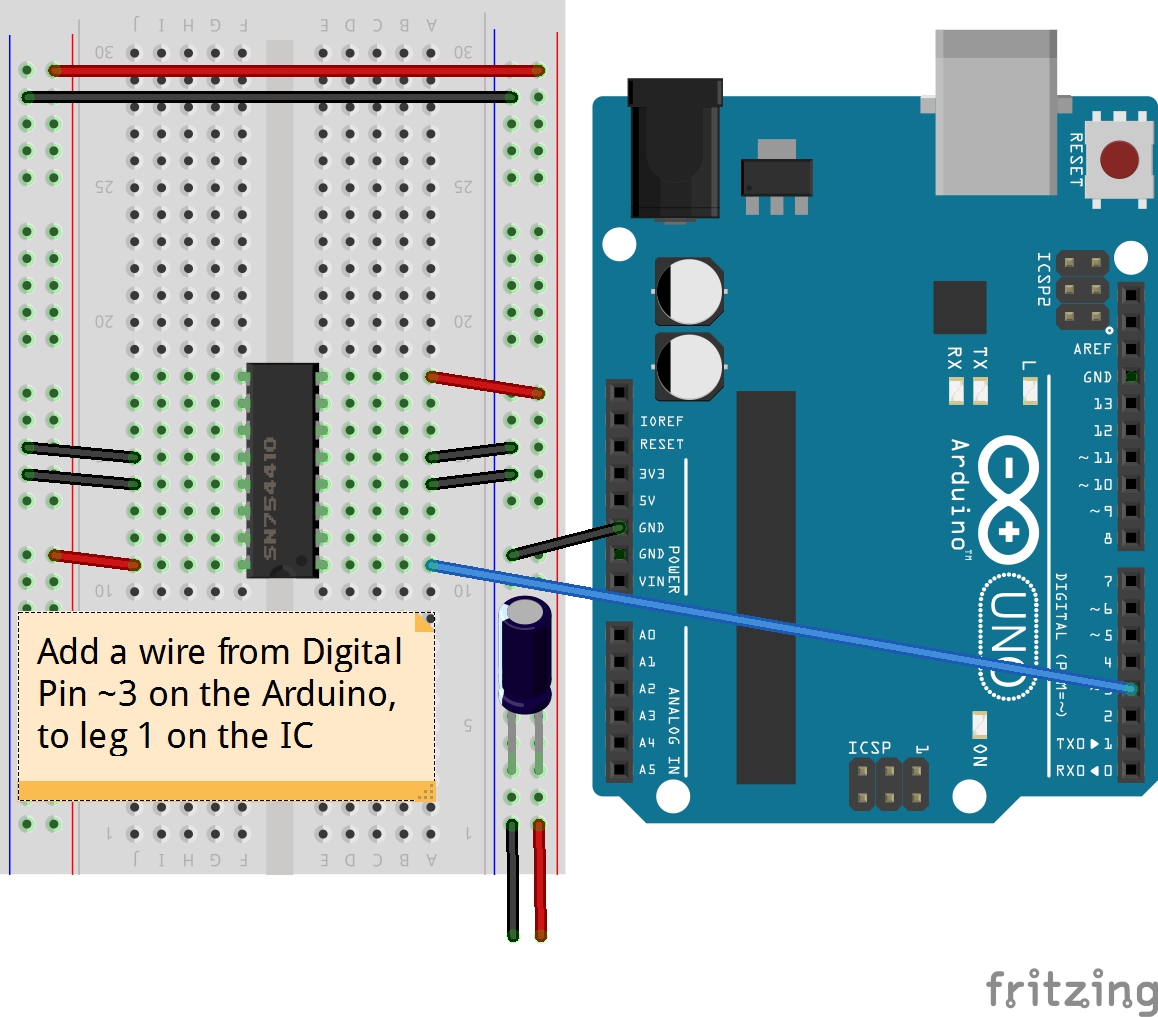 J I H G F E D C B A
30 30
25 25
20 20
10 10
5
1 1
J I H G F E D C B A
SN754410
Add a wire from Digital
Pin ~3 on the Arduino,
to leg 1 on the IC
RESET
ICSP2
AREF
GND
13
12
~11
~10
~9
8
7
~6
~5
4
2
TX0▶1
RX0◀0
RX TX L
Arduino™
UNO
DIGITAL (PWM=~)
IOREF
RESET
3V3
5V
GND
GND
VIN
POWER
A0
A1
A2
A3
A4
A5
ANALOG IN
ICSP 1
ON
fritzing